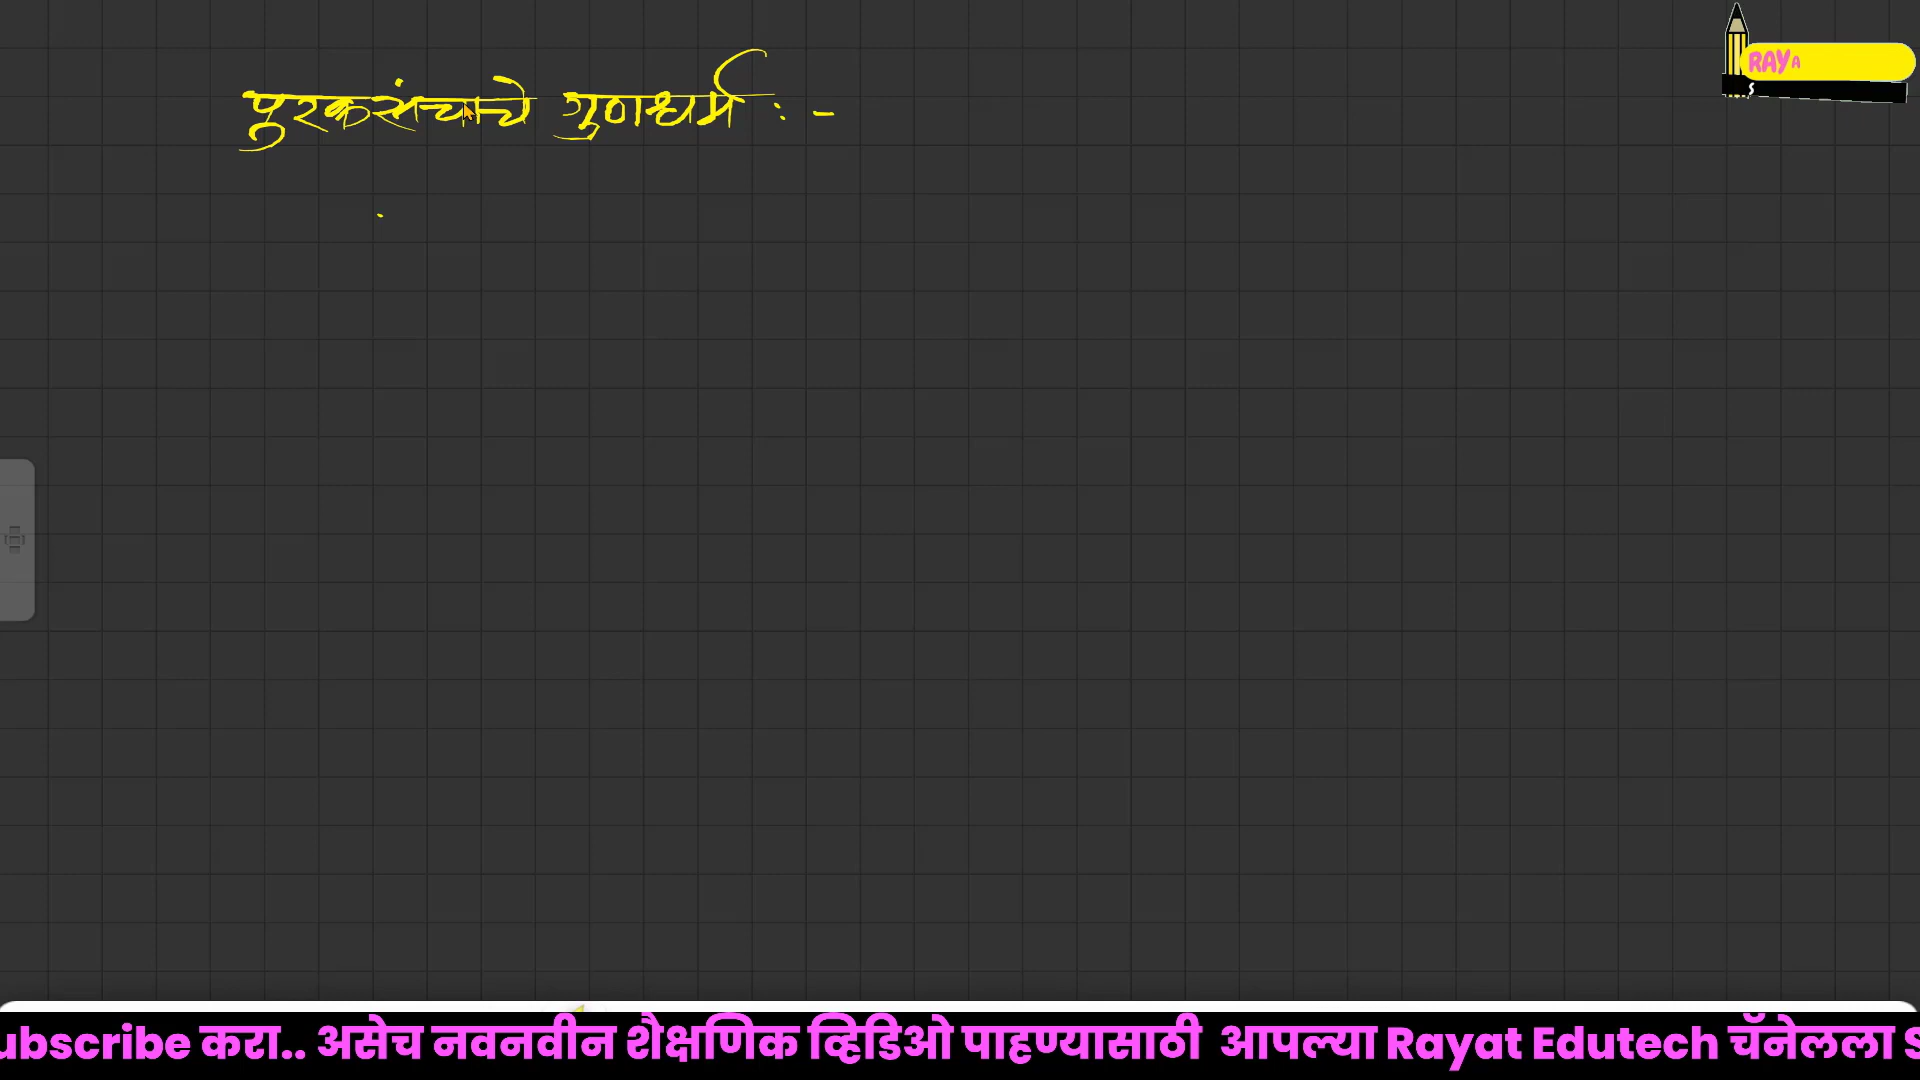 पुरकसंचाचे गुणधर्म : -
RAYA
S
ubscribe करा.. असेच नवनवीन शैक्षणिक व्हिडिओ पाहण्यासाठी आपल्या Rayat Edutech चॅनेलला S